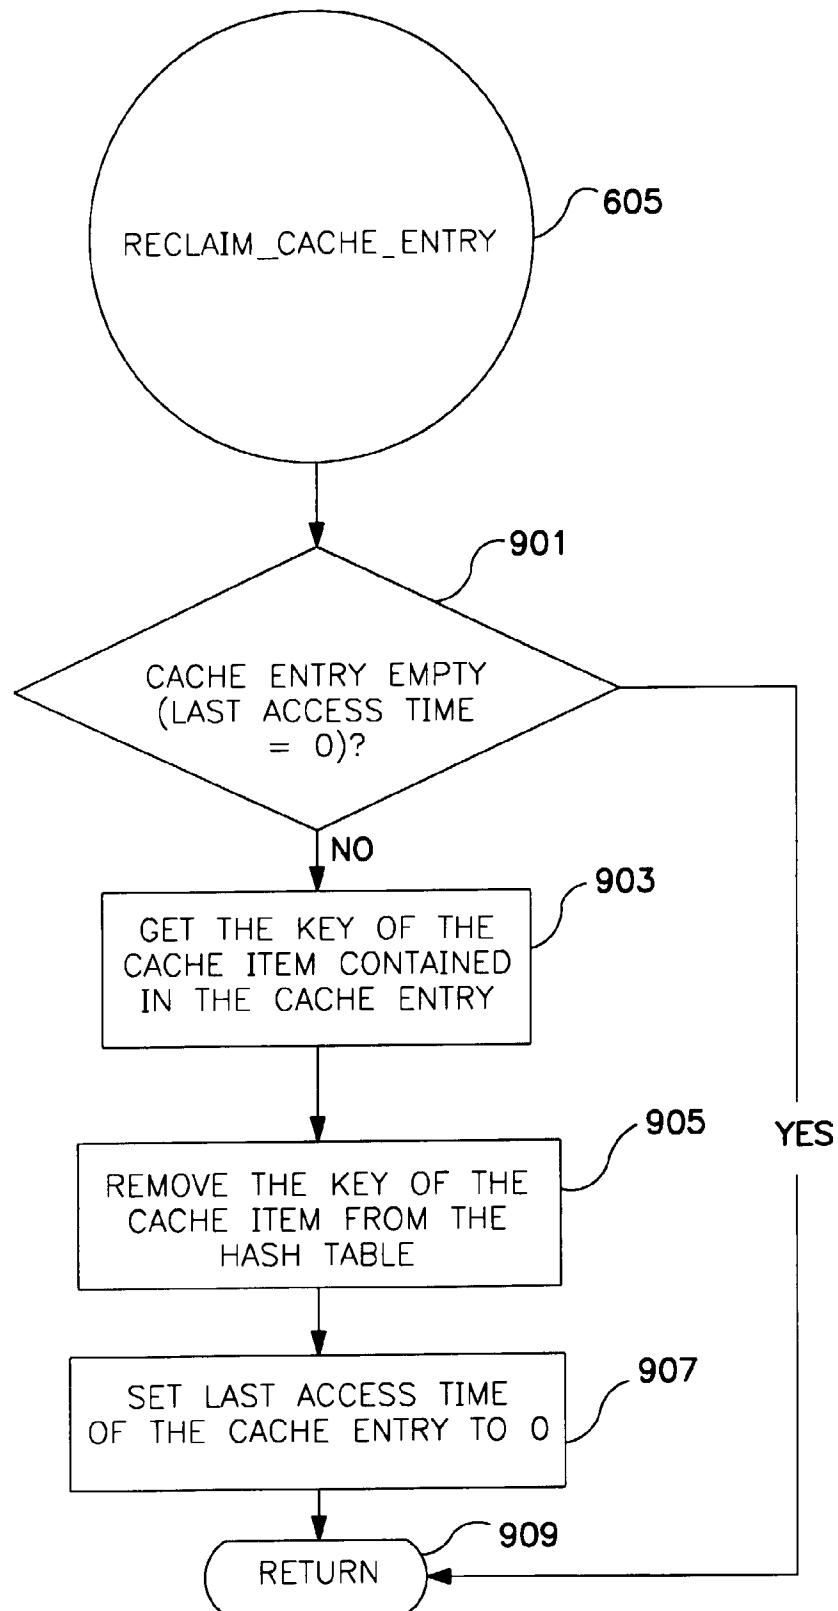 605
RECLAIM_CACHE_ENTRY
901
CACHE ENTRY EMPTY
(LAST ACCESS TIME
= 0)?
NO
903
GET THE KEY OF THE
CACHE ITEM CONTAINED
IN THE CACHE ENTRY
905
YES
REMOVE THE KEY OF THE
CACHE ITEM FROM THE
HASH TABLE
907
SET LAST ACCESS TIME
OF THE CACHE ENTRY TO 0
909
RETURN